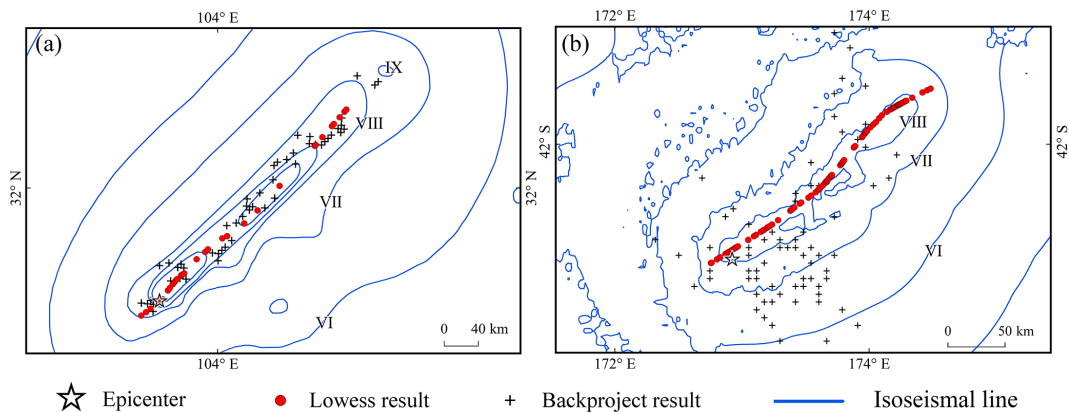 104° E
172° E
174° E
(a)
(b)
IX
VIII
VIII
42° S
42° S
VII
32° N
32° N
VII
VI
VI
0 40 km
0 50 km
104° E
172° E
174° E
Epicenter
Lowess result
Backproject result
Isoseismal line